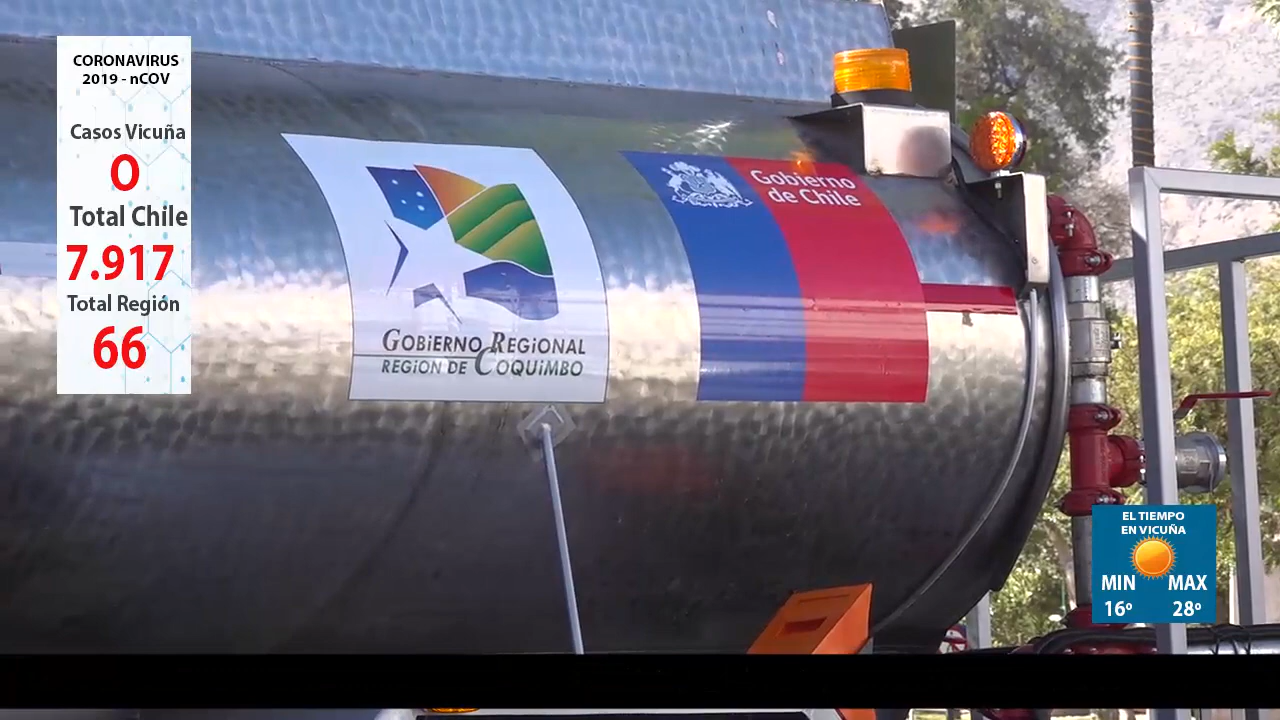 CORONAVIRUS
2019 - nCOV
Casos Vicuña
0
Total Chile
7.917
Total Región
66
GOBiERNO REGiONAL
REGiON DE COQUiMBO
Gobierno
de Chile
EL TIEMPO
EN VICUÑA
MIN MAX
16º 28º